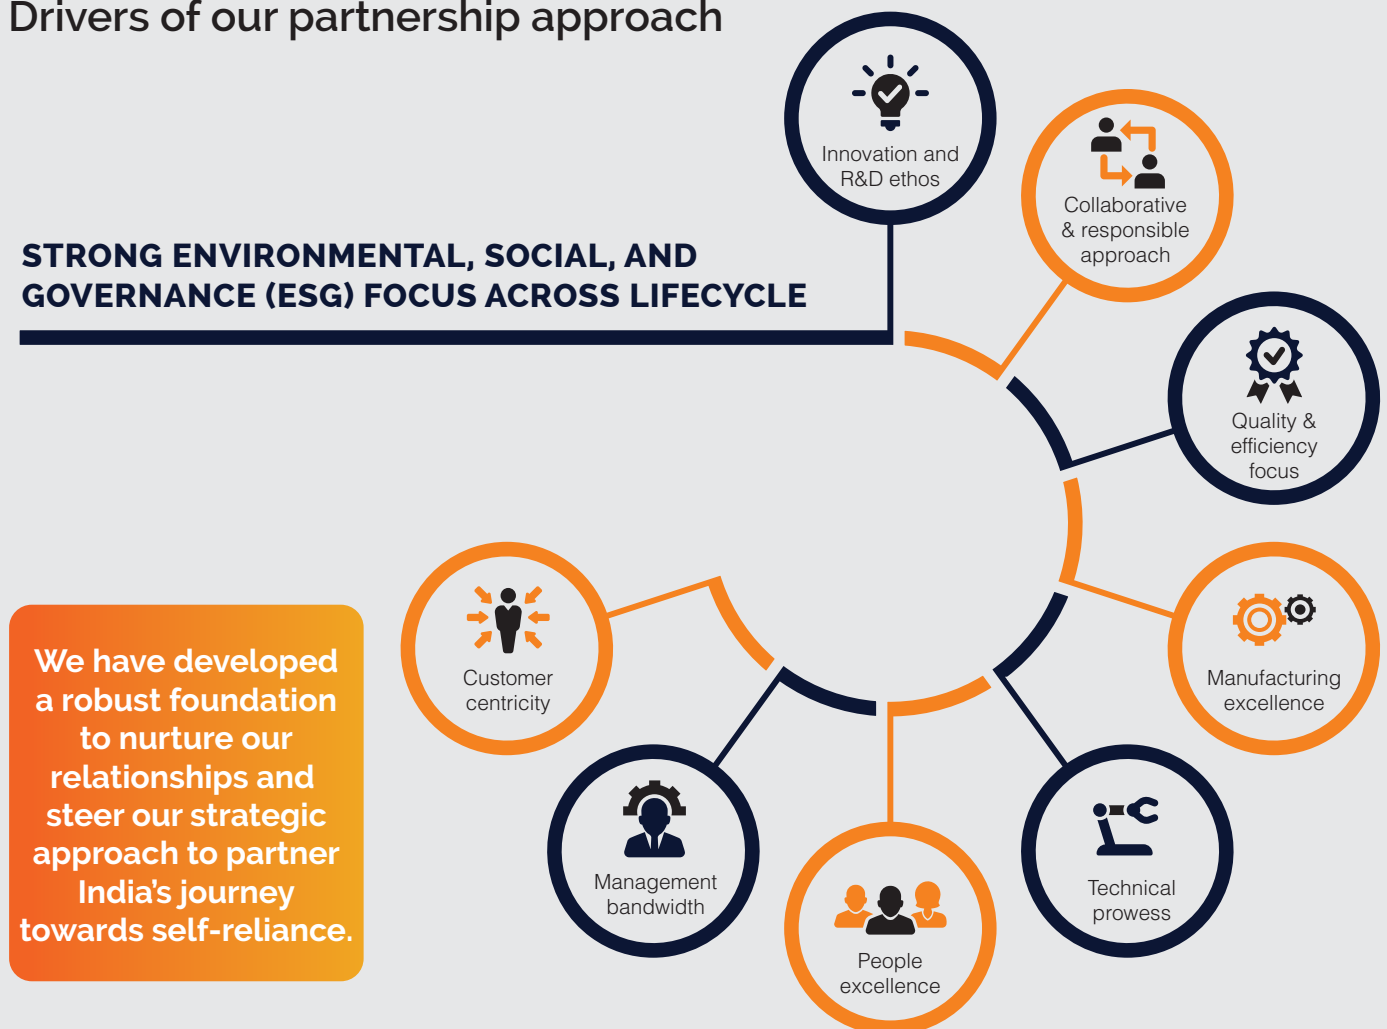 Drivers of our partnership approach
Innovation and
R&D ethos
Collaborative
& responsible
approach
STRONG ENVIRONMENTAL, SOCIAL, AND
GOVERNANCE (ESG) FOCUS ACROSS LIFECYCLE
Quality &
efficiency
focus
Manufacturing
excellence
Technical
prowess
People
excellence
Management
bandwidth
Customer
centricity
We have developed
a robust foundation
to nurture our
relationships and
steer our strategic
approach to partner
India's journey
towards self-reliance.